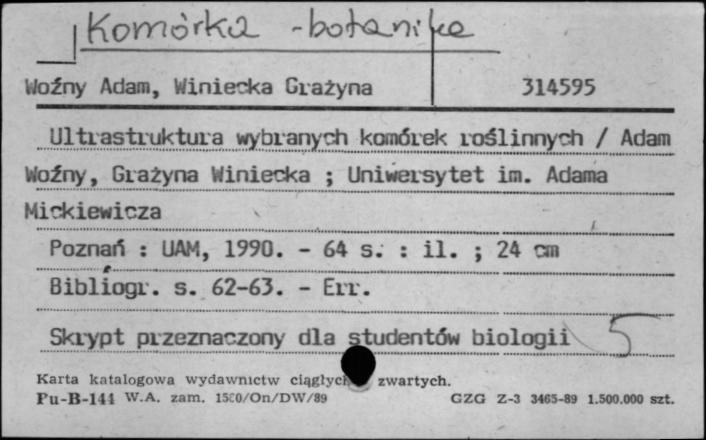 Komórka - botanika
Woźny Adam, Winiecka Grażyna 314595
Ultrastruktura wybranych komórek roślinnych / Adam
Woźny, Grażyna Winiecka ; Uniwersytet im. Adama
Mickiewicza
Poznań : UAM, 1990. - 64 s. : il. ; 24 cm
Bibliogr. s. 62-63. - Err.
Skrypt przeznaczony dla studentów biologii 5
Karta katalogowa wydawnictw ciągłych zwartych.
Pu-B-144 W.A. zam. 1500/On/DW/89 GZG Z-3 3465-89 1.500.000 szt.